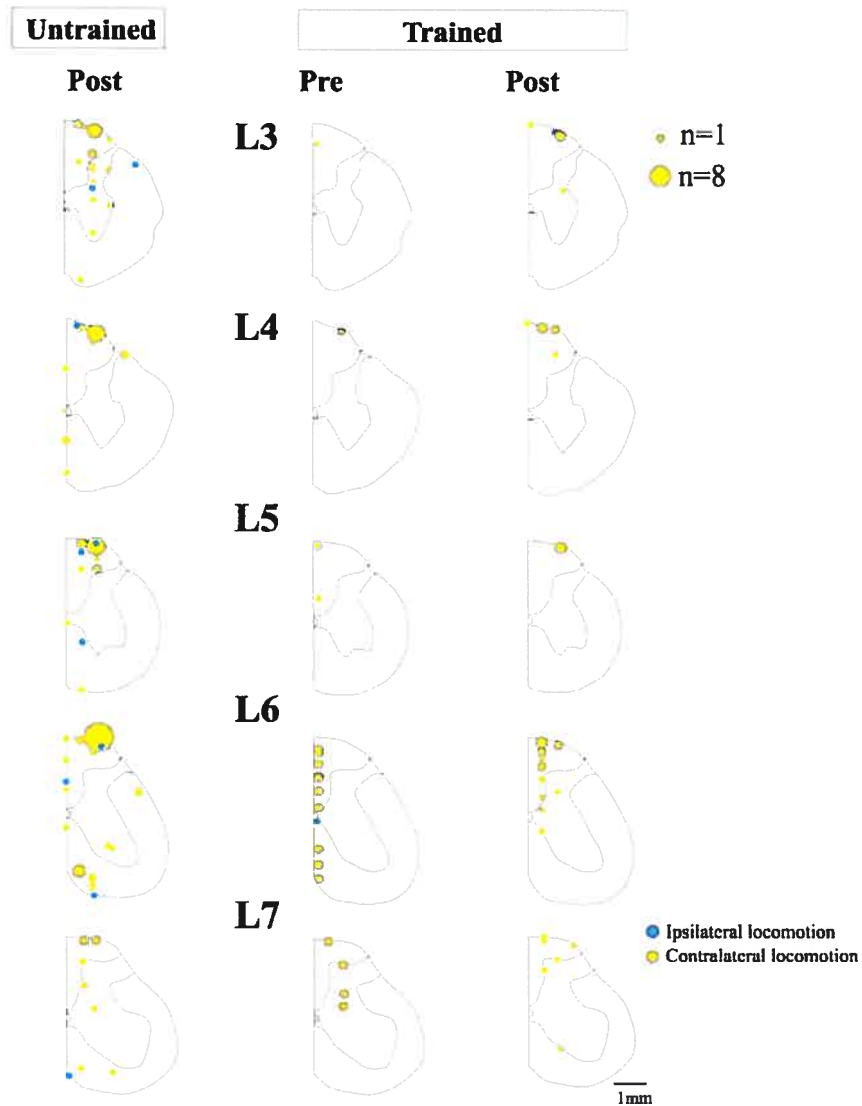 Untrained Trained
Post Pre Post
L3
n=1
n=8
L4
L5
L6
L7
Ipsilateral locomotion
Contralateral locomotion
1mm